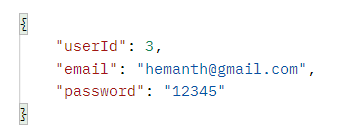 {
    "userId": 3,
    "email": "hemanth@gmail.com",
    "password": "12345"
}